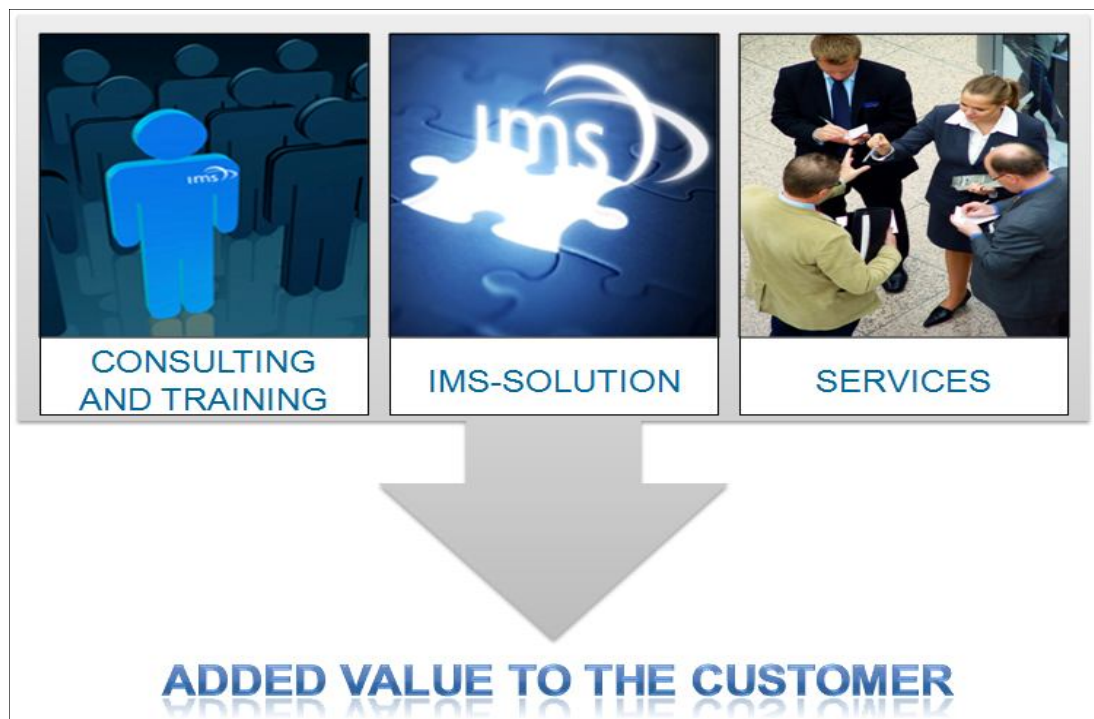 ims
ims
CONSULTING
AND TRAINING
IMS-SOLUTION
SERVICES
ADDED VALUE TO THE CUSTOMER